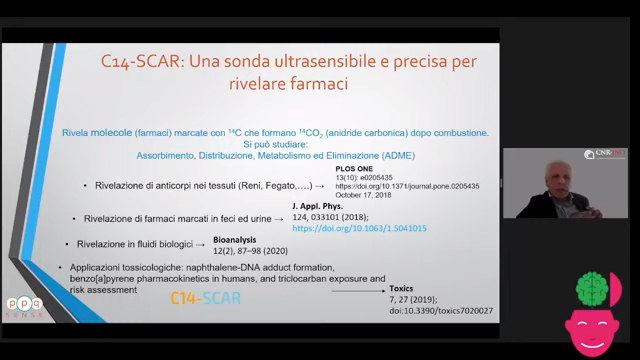 C14-SCAR: Una sonda ultrasensibile e precisa per
rivelare farmaci
Rivela molecole (farmaci) marcate con ¹⁴C che formano ¹⁴CO₂ (anidride carbonica) dopo combustione.
Si può studiare:
Assorbimento, Distribuzione, Metabolismo ed Eliminazione (ADME)
• Rivelazione di anticorpi nei tessuti (Reni, Fegato,....) →
PLOS ONE
13(10): e0205435
https://doi.org/10.1371/journal.pone.0205435
October 17, 2018
• Rivelazione di farmaci marcati in feci ed urine →
J. Appl. Phys.
124, 033101 (2018);
https://doi.org/10.1063/1.5041015
• Rivelazione in fluidi biologici →
Bioanalysis
12(2), 87–98 (2020)
• Applicazioni tossicologiche: naphthalene-DNA adduct formation,
benzo[a]pyrene pharmacokinetics in humans, and triclocarban exposure and
risk assessment
Toxics
7, 27 (2019);
doi:10.3390/toxics7020027
C14-SCAR
ppq
SENSE